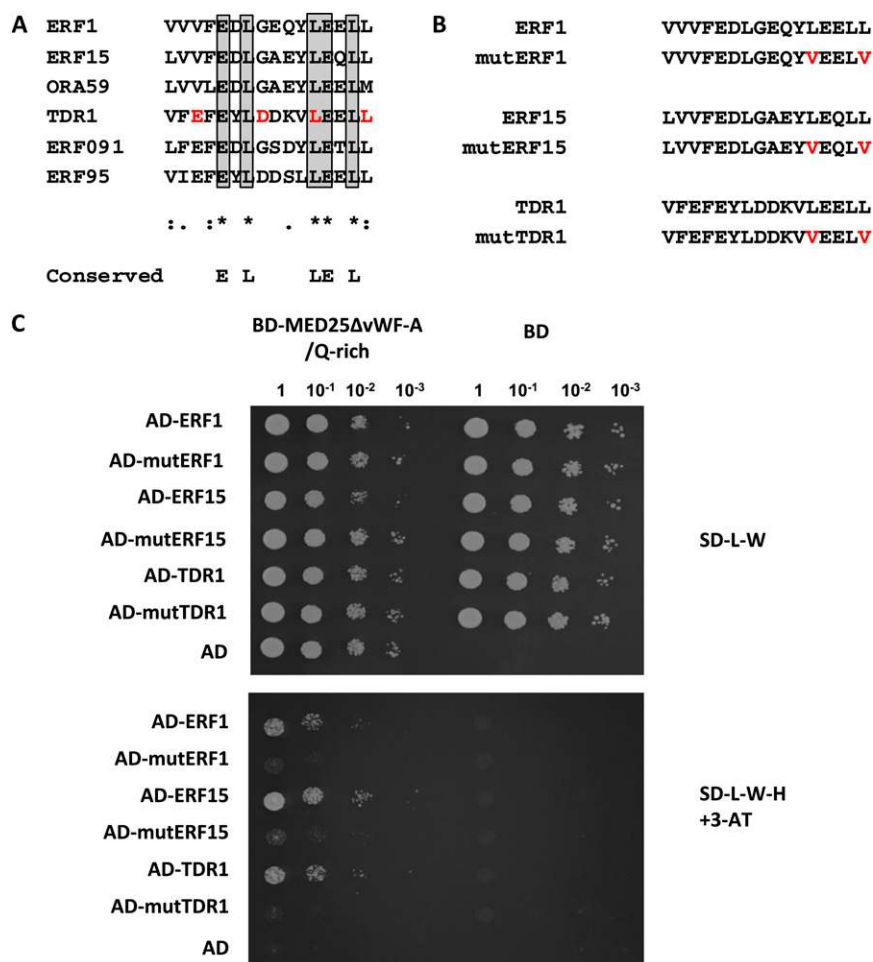 A
ERF1 VVVFEDLGEQYLEELL
ERF15 LVVFEDLGAEYLEQLL
ORA59 LVVLEDLGAEYLEELM
TDR1 VFEFEYLDDKVLEELL
ERF091 LFEFEDLGSDYLETLL
ERF95 VIEFEYLDDSLLEELL
:. :* * . ** *:
Conserved E L LE L
B
ERF1 VVVFEDLGEQYLEELL
mutERF1 VVVFEDLGEQYVEELV
ERF15 LVVFEDLGAEYLEQLL
mutERF15 LVVFEDLGAEYVEQLV
TDR1 VFEFEYLDDKVLEELL
mutTDR1 VFEFEYLDDKVVEELV
C
BD-MED25ΔvWF-A
/Q-rich
BD
1 10⁻¹ 10⁻² 10⁻³ 1 10⁻¹ 10⁻² 10⁻³
AD-ERF1
AD-mutERF1
AD-ERF15
AD-mutERF15
AD-TDR1
AD-mutTDR1
AD
SD-L-W
AD-ERF1
AD-mutERF1
AD-ERF15
AD-mutERF15
AD-TDR1
AD-mutTDR1
AD
SD-L-W-H
+3-AT